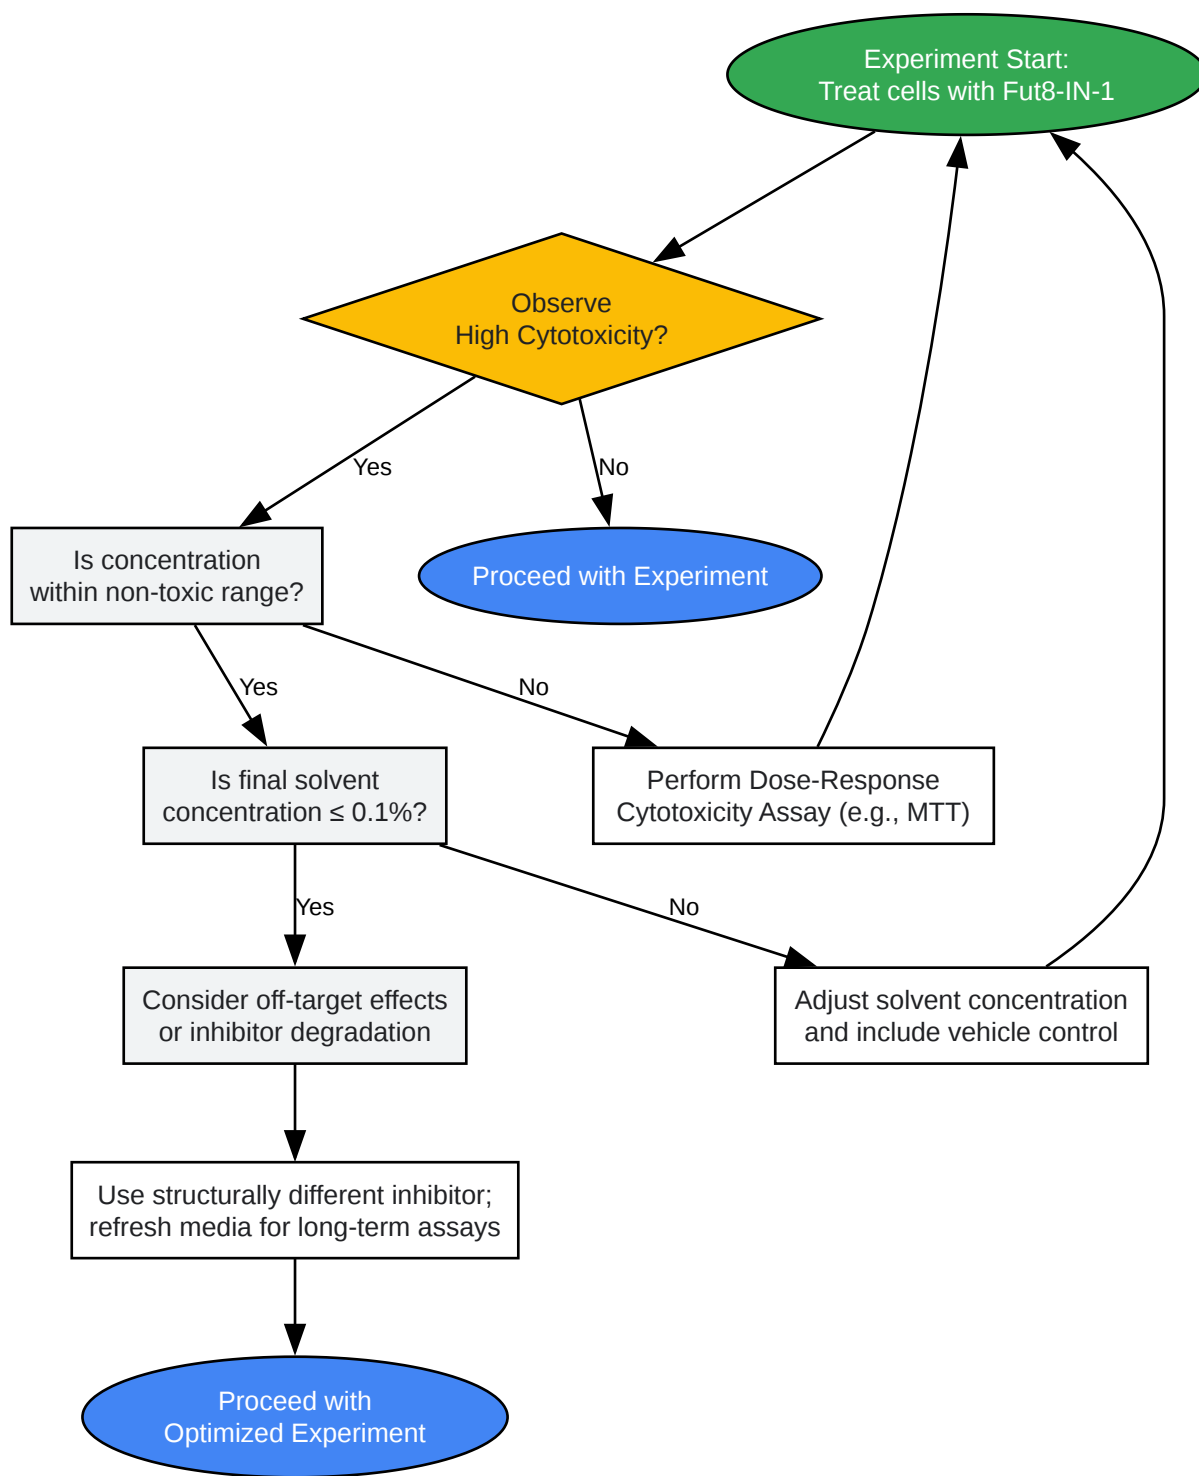 Experiment Start:
Treat cells with Fut8-IN-1
Observe
High Cytotoxicity?
Yes
No
Is concentration
within non-toxic range?
Proceed with Experiment
Yes
No
Is final solvent
concentration ≤ 0.1%?
Perform Dose-Response
Cytotoxicity Assay (e.g., MTT)
Yes
No
Consider off-target effects
or inhibitor degradation
Adjust solvent concentration
and include vehicle control
Use structurally different inhibitor;
refresh media for long-term assays
Proceed with
Optimized Experiment